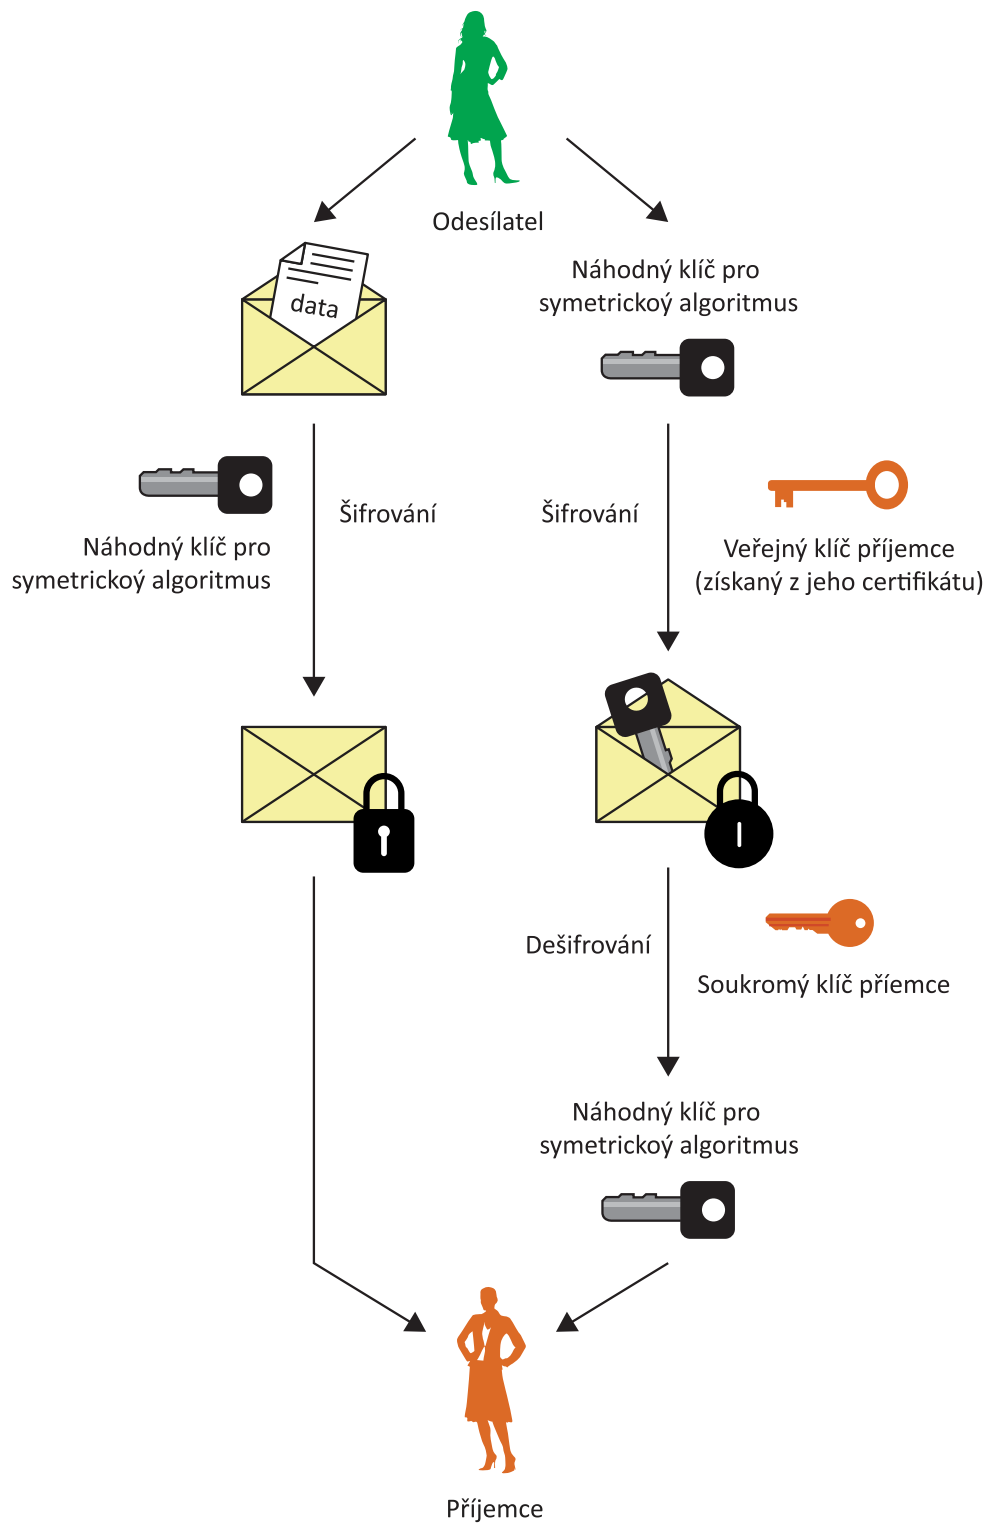 Odesílatel
data
Náhodný klíč pro
symetrickoý algoritmus
Náhodný klíč pro
symetrickoý algoritmus
Šifrování
Šifrování
Veřejný klíč příjemce
(získaný z jeho certifikátu)
Dešifrování
Soukromý klíč příemce
Náhodný klíč pro
symetrickoý algoritmus
Příjemce